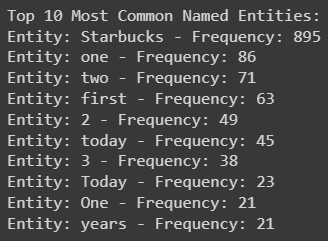 Top 10 Most Common Named Entities:
Entity: Starbucks - Frequency: 895
Entity: one - Frequency: 86
Entity: two - Frequency: 71
Entity: first - Frequency: 63
Entity: 2 - Frequency: 49
Entity: today - Frequency: 45
Entity: 3 - Frequency: 38
Entity: Today - Frequency: 23
Entity: One - Frequency: 21
Entity: years - Frequency: 21